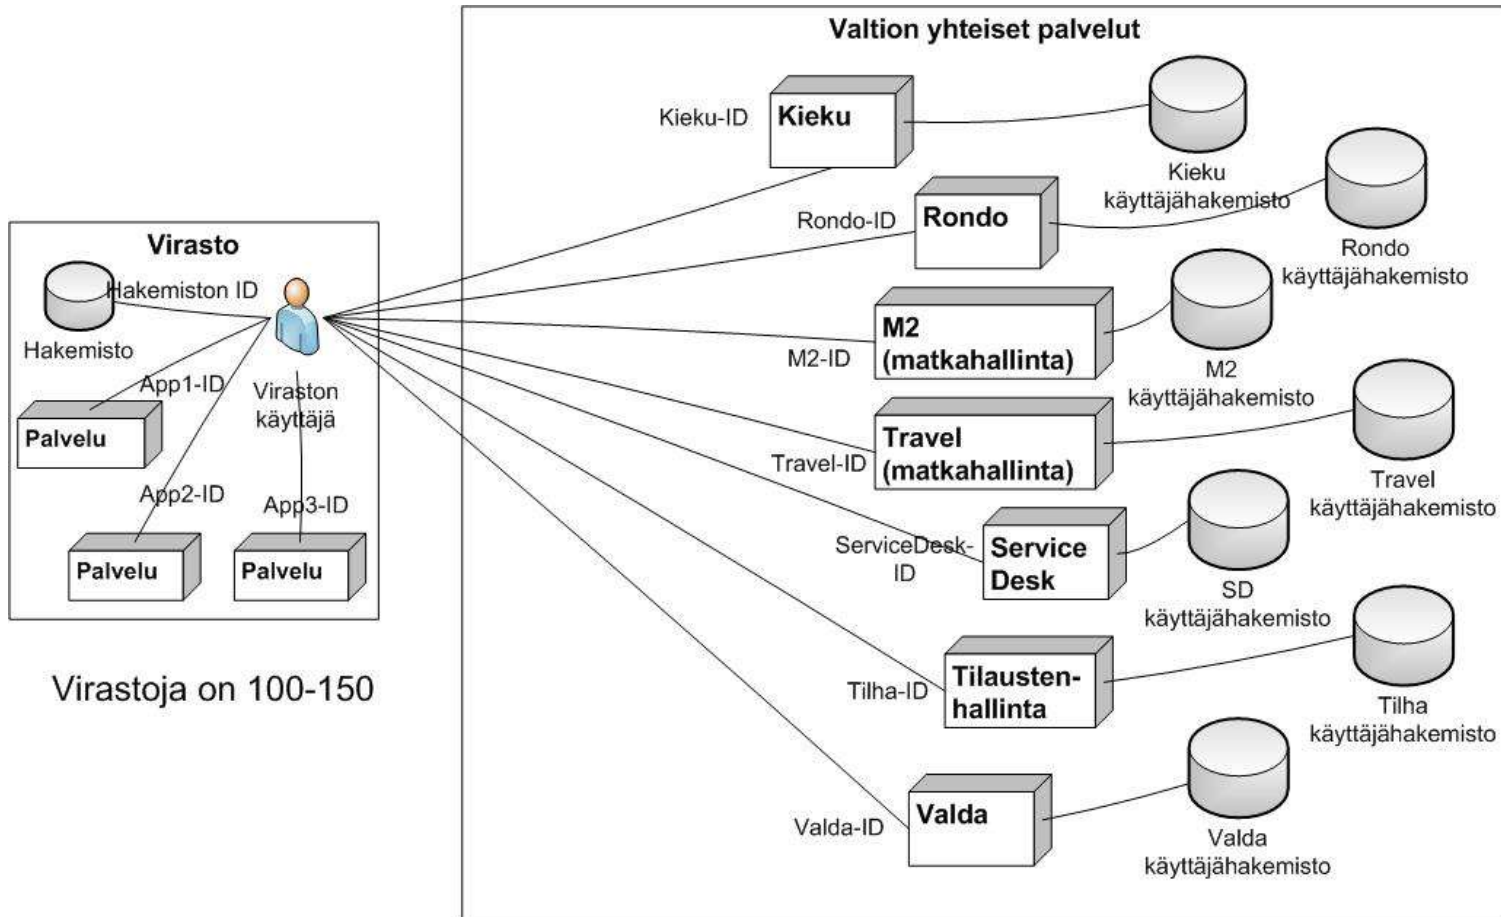 Valtion yhteiset palvelut
Kieku-ID
Kieku
Kieku
käyttäjähakemisto
Rondo-ID
Rondo
Rondo
käyttäjähakemisto
Virasto
Hakemiston ID
Hakemisto
Viraston
käyttäjä
App1-ID
Palvelu
App2-ID
Palvelu
App3-ID
Palvelu
Virastoja on 100-150
M2-ID
M2
(matkahallinta)
M2
käyttäjähakemisto
Travel-ID
Travel
(matkahallinta)
Travel
käyttäjähakemisto
ServiceDesk-
ID
Service
Desk
SD
käyttäjähakemisto
Tilha-ID
Tilausten-
hallinta
Tilha
käyttäjähakemisto
Valda-ID
Valda
Valda
käyttäjähakemisto